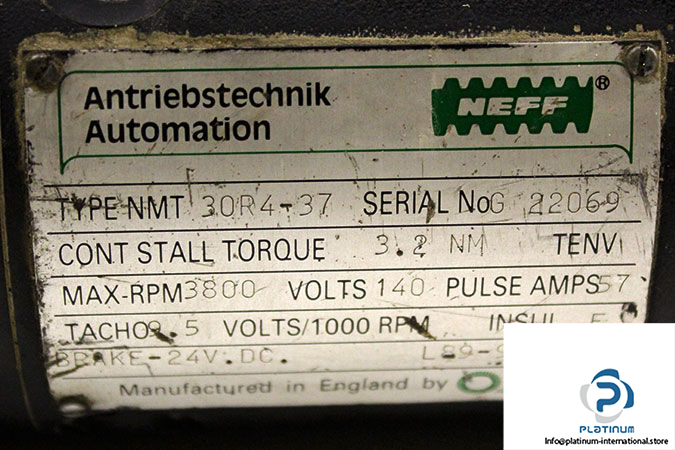 Antriebstechnik
Automation
NEFF ®
TYPE-NMT 30R4-37 SERIAL NoG 22069
CONT STALL TORQUE 3.2 NM TENV
MAX-RPM 3800 VOLTS 140 PULSE AMPS 57
TACHO 9.5 VOLTS/1000 RPM INSUL
BRAKE-24V.DC.
Manufactured in England by
PLATINUM
Info@platinum-international.store